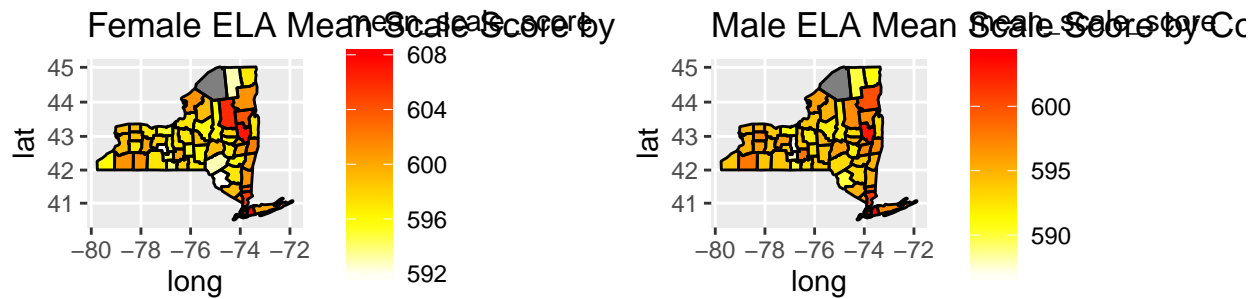 Female ELA Mean Scale Score by
mean_scale_score
608
604
600
596
592
45
44
43
42
41
lat
−80 −78 −76 −74 −72
long
Male ELA Mean Scale Score by Co
mean_scale_score
600
595
590
45
44
43
42
41
lat
−80 −78 −76 −74 −72
long